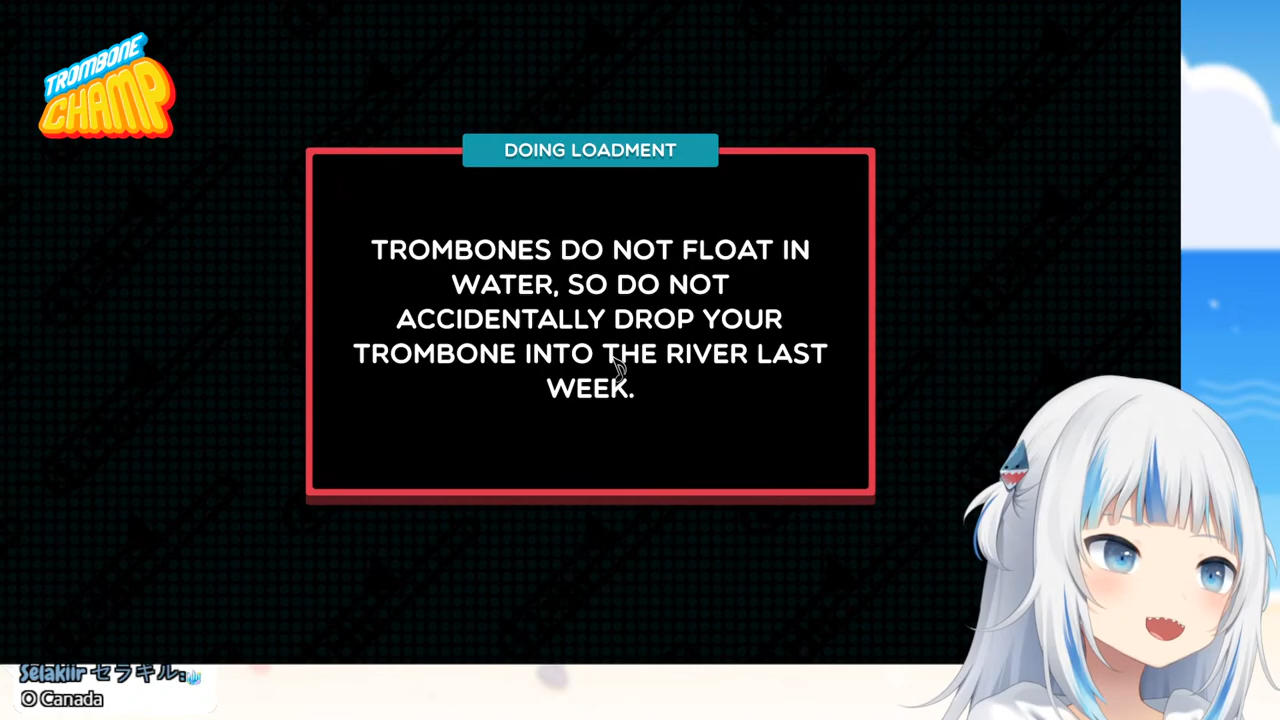 TROMBONE
CHAMP
DOING LOADMENT
TROMBONES DO NOT FLOAT IN
WATER, SO DO NOT
ACCIDENTALLY DROP YOUR
TROMBONE INTO THE RIVER LAST
WEEK.
Selakiir セラキル:
O Canada